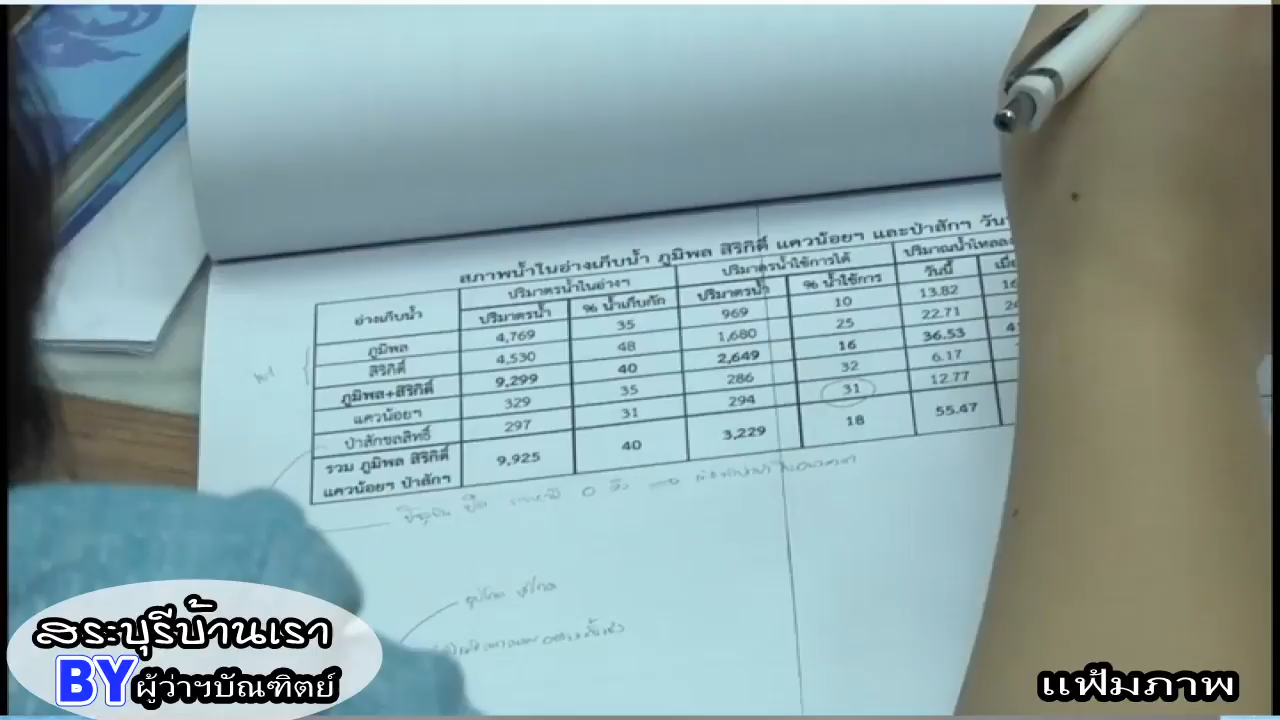 สภาพน้ำในอ่างเก็บน้ำ ภูมิพล สิริกิติ์ แควน้อยฯ และป่าสักฯ
อ่างเก็บน้ำ ปริมาตรน้ำในอ่างฯ ปริมาตรน้ำใช้การได้
ปริมาตรน้ำ % น้ำเก็บกัก ปริมาตรน้ำ % น้ำใช้การ วันนี้
ภูมิพล 4,769 35 969 10 13.82
สิริกิติ์ 4,530 48 1,680 25 22.71
ภูมิพล+สิริกิติ์ 9,299 40 2,649 16 36.53
แควน้อยฯ 329 35 286 32 6.17
ป่าสักชลสิทธิ์ 297 31 294 31 12.77
รวม ภูมิพล สิริกิติ์ 9,925 40 3,229 18 55.47
แควน้อยฯ ป่าสักฯ
สระบุรีบ้านเรา
BY ผู้ว่าฯบัณฑิตย์
แฟ้มภาพ